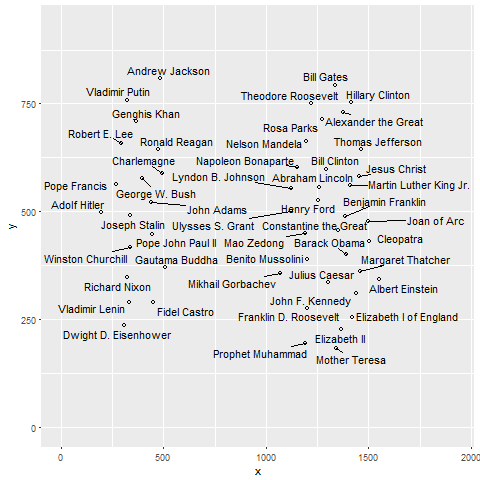 Andrew Jackson
Bill Gates
Vladimir Putin
Theodore Roosevelt
Hillary Clinton
750
Genghis Khan
Alexander the Great
Rosa Parks
Robert E. Lee
Ronald Reagan
Nelson Mandela
Thomas Jefferson
Charlemagne
Napoleon Bonaparte
Bill Clinton
Jesus Christ
Lyndon B. Johnson
Abraham Lincoln
Pope Francis
Martin Luther King Jr.
George W. Bush
Benjamin Franklin
Adolf Hitler
John Adams
Henry Ford
500
Joan of Arc
Joseph Stalin
Ulysses S. Grant
Constantine the Great
y
Pope John Paul II
Mao Zedong
Barack Obama
Cleopatra
Winston Churchill
Gautama Buddha
Benito Mussolini
Margaret Thatcher
Julius Caesar
Richard Nixon
Mikhail Gorbachev
Albert Einstein
John F. Kennedy
Vladimir Lenin
Fidel Castro
Franklin D. Roosevelt
Elizabeth I of England
250
Dwight D. Eisenhower
Elizabeth II
Prophet Muhammad
Mother Teresa
0
0
500
1000
1500
2000
x